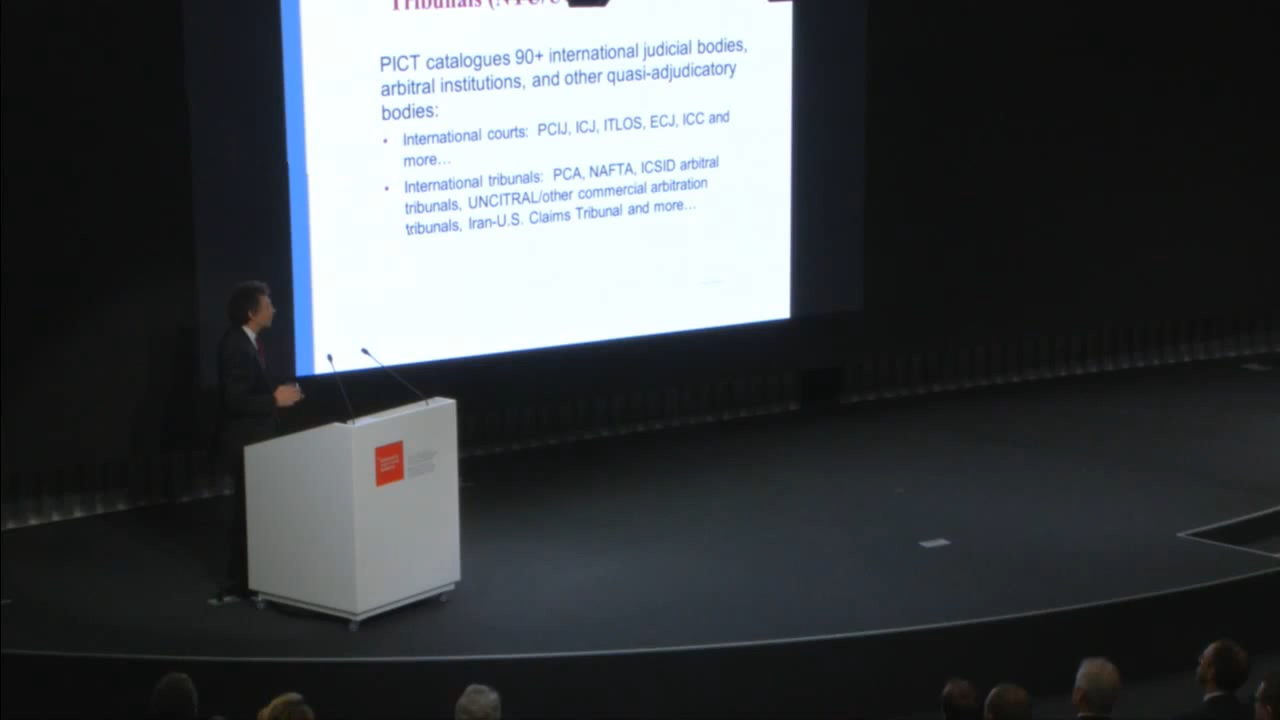 Tribunals
PICT catalogues 90+ international judicial bodies,
arbitral institutions, and other quasi-adjudicatory
bodies:
• International courts: PCIJ, ICJ, ITLOS, ECJ, ICC and
more…
• International tribunals: PCA, NAFTA, ICSID arbitral
tribunals, UNCITRAL/other commercial arbitration
tribunals, Iran-U.S. Claims Tribunal and more…